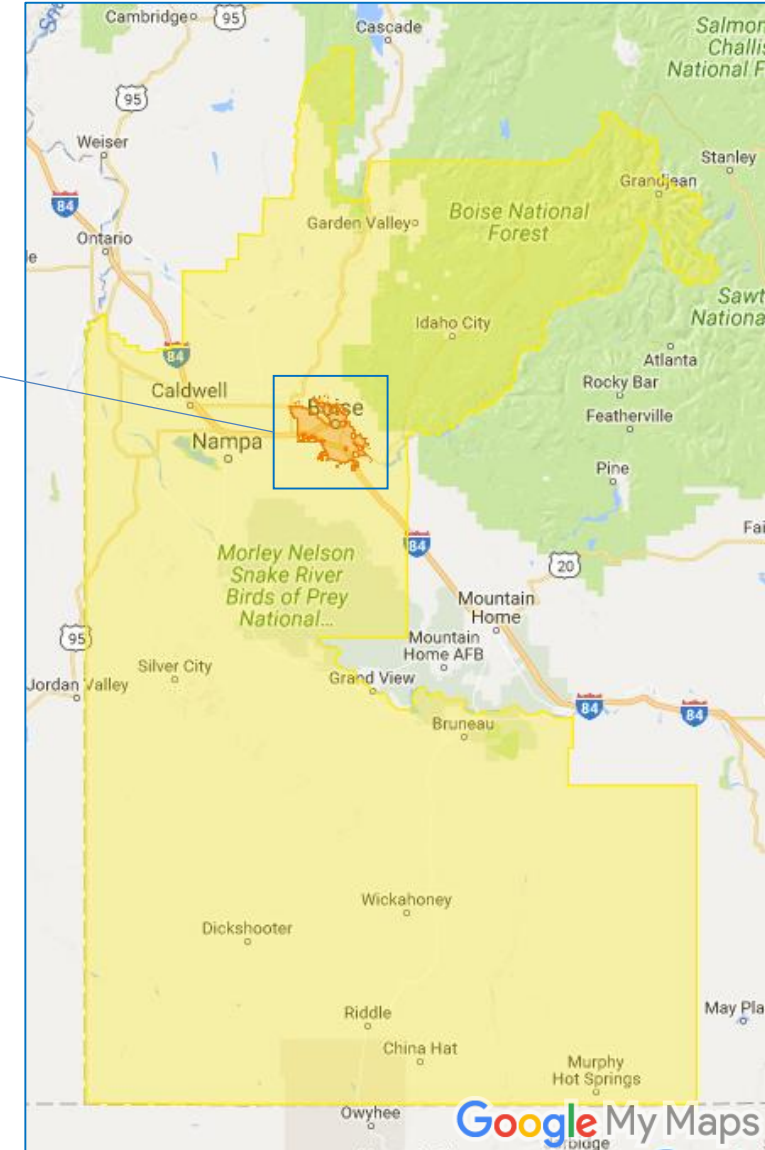 Cambridge
95
Cascade
Salmon
Challis
National F
95
Weiser
Stanley
84
Grandjean
Garden Valley
Boise National
Forest
Ontario
Idaho City
Sawt
Nationa
84
Atlanta
Caldwell
Rocky Bar
Boise
Featherville
Nampa
Pine
Fai
84
Morley Nelson
Snake River
Birds of Prey
National...
20
Mountain
Home
95
Mountain
Home AFB
Silver City
Jordan Valley
Grand View
84
84
Bruneau
Wickahoney
Dickshooter
Riddle
May Pla
China Hat
Murphy
Hot Springs
Owyhee
Google My Maps